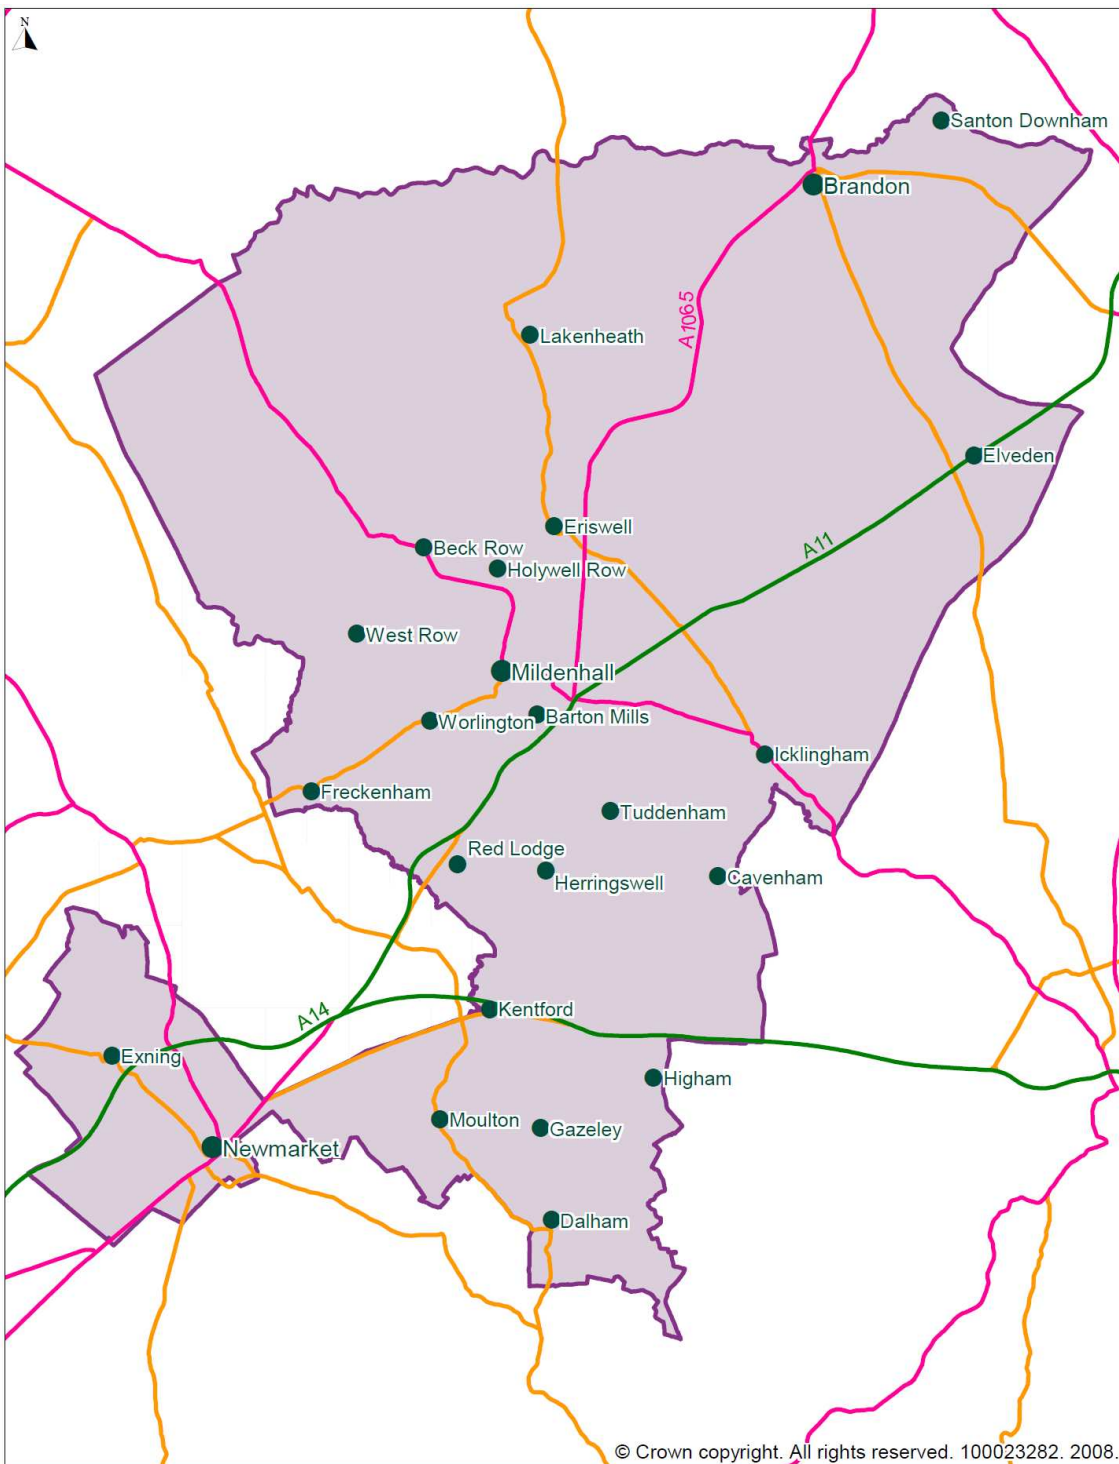 N
Santon Downham
Brandon
A1065
Lakenheath
Elveden
Eriswell
A11
Beck Row
Holywell Row
West Row
Mildenhall
Barton Mills
Worlington
Icklingham
Freckenham
Tuddenham
Red Lodge
Herringswell
Cavenham
Kentford
A14
Exning
Higham
Moulton
Gazeley
Newmarket
Dalham
© Crown copyright. All rights reserved. 100023282. 2008.